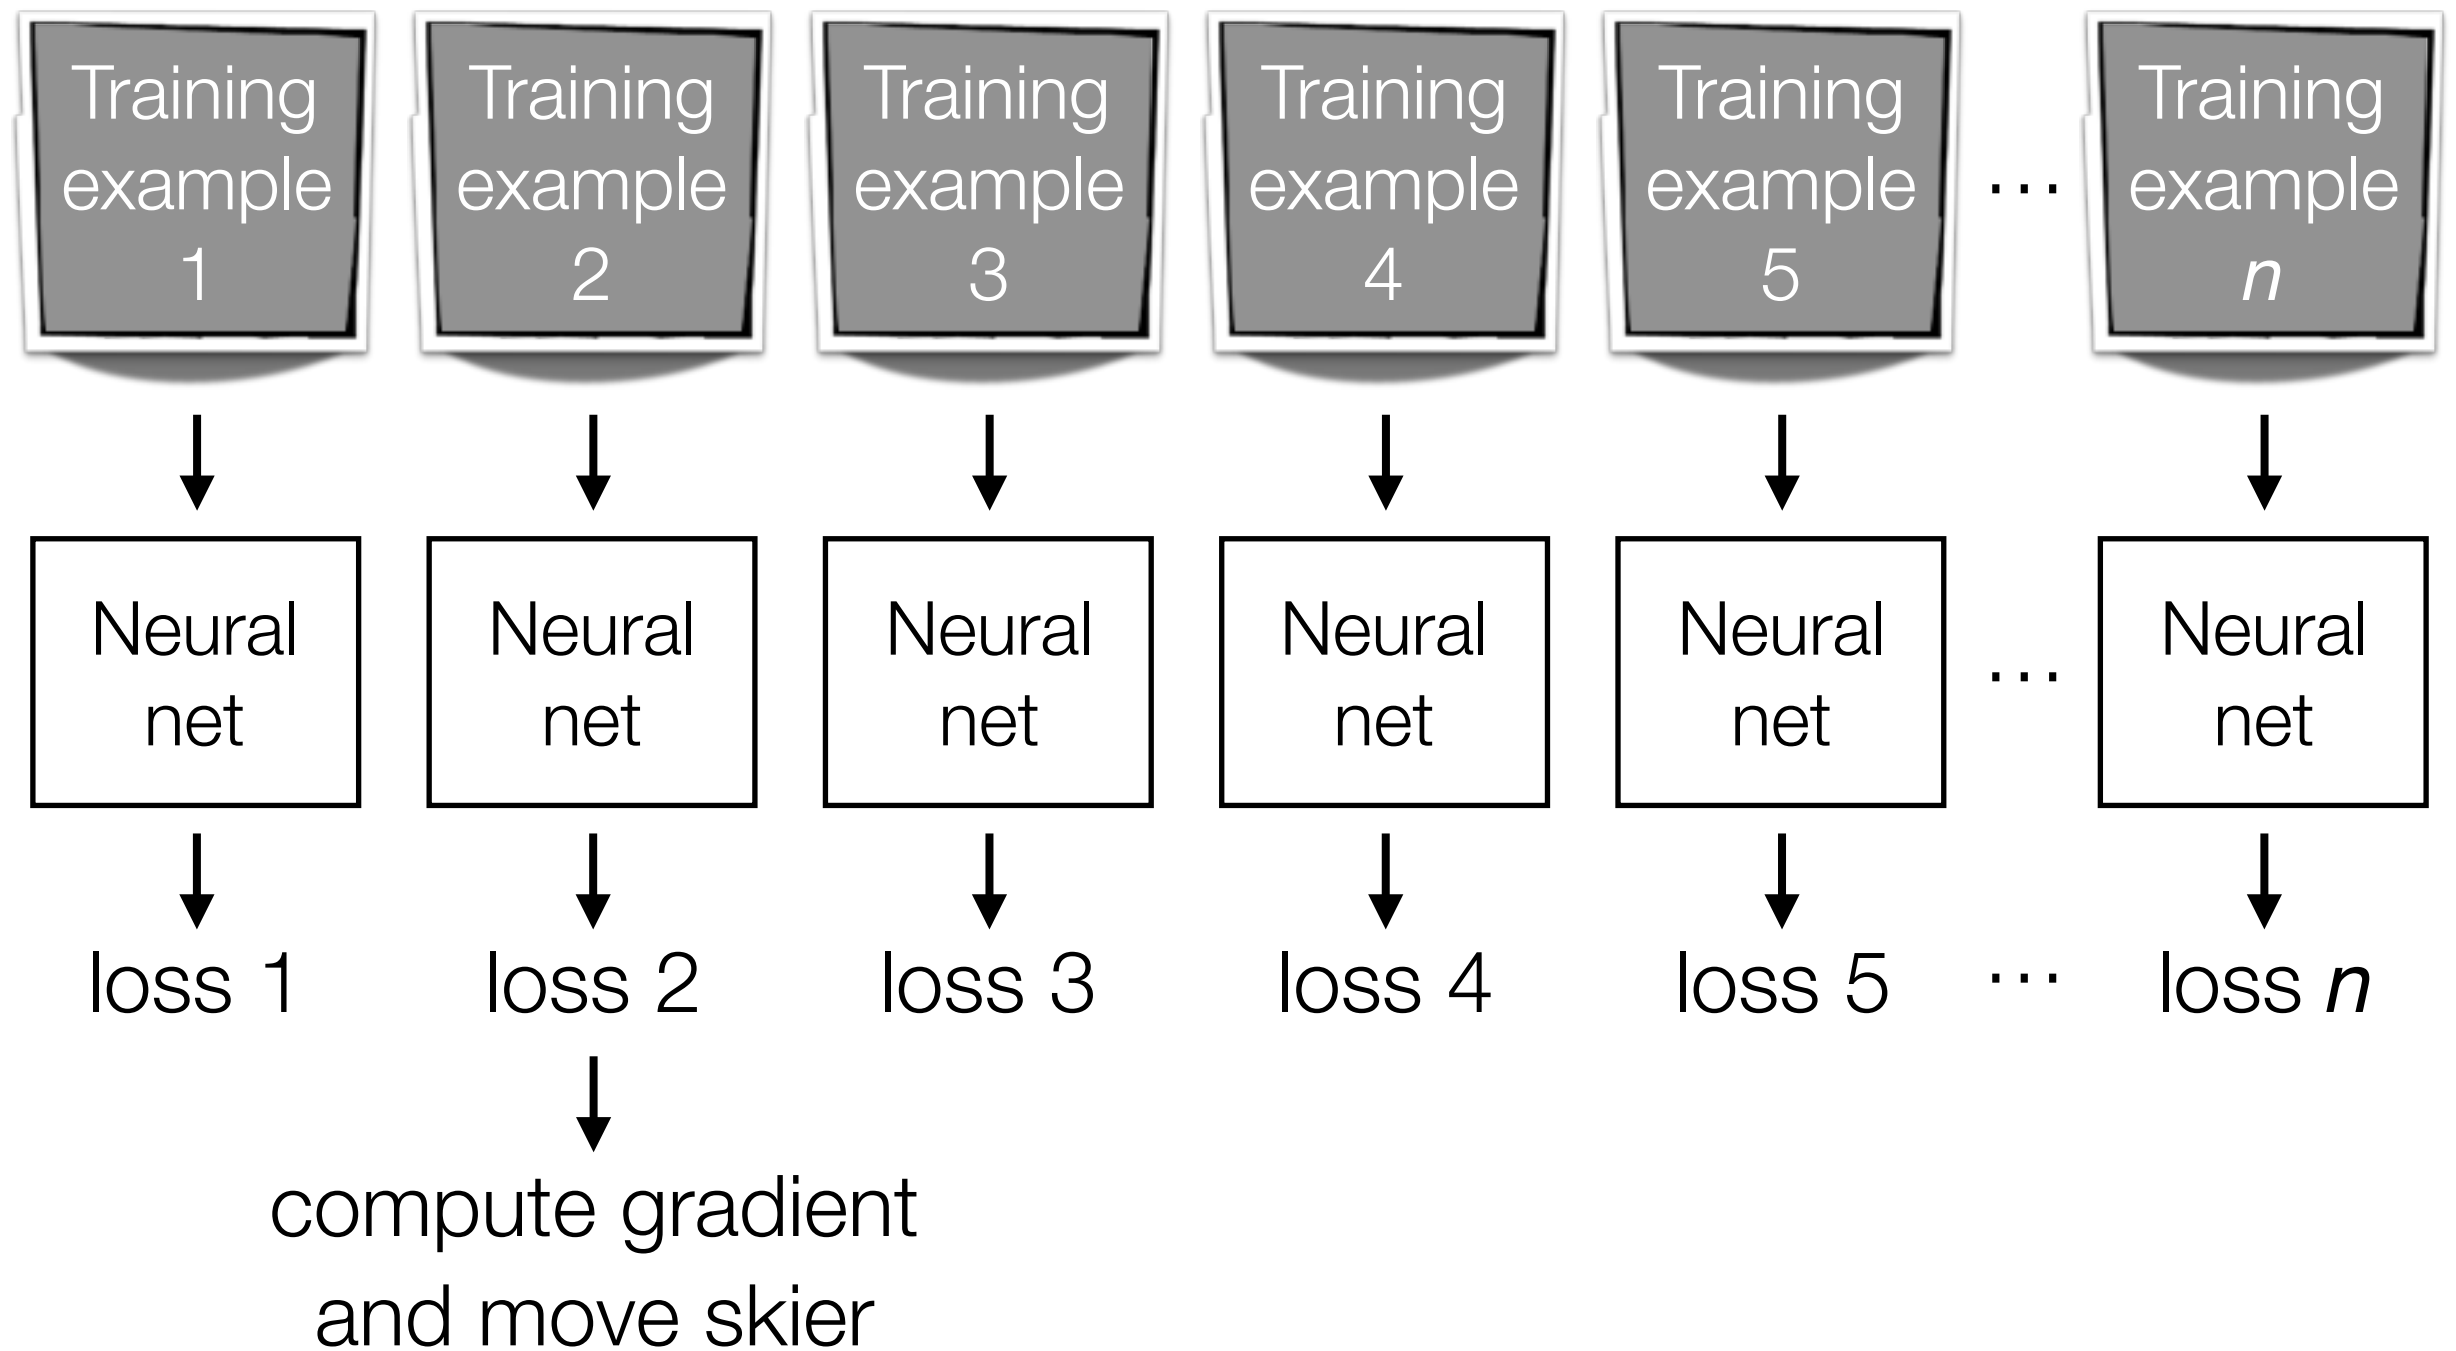 Training
example
1
Training
example
2
Training
example
3
Training
example
4
Training
example
5
...
Training
example
n
Neural
net
Neural
net
Neural
net
Neural
net
Neural
net
...
Neural
net
loss 1
loss 2
loss 3
loss 4
loss 5
...
loss n
compute gradient
and move skier